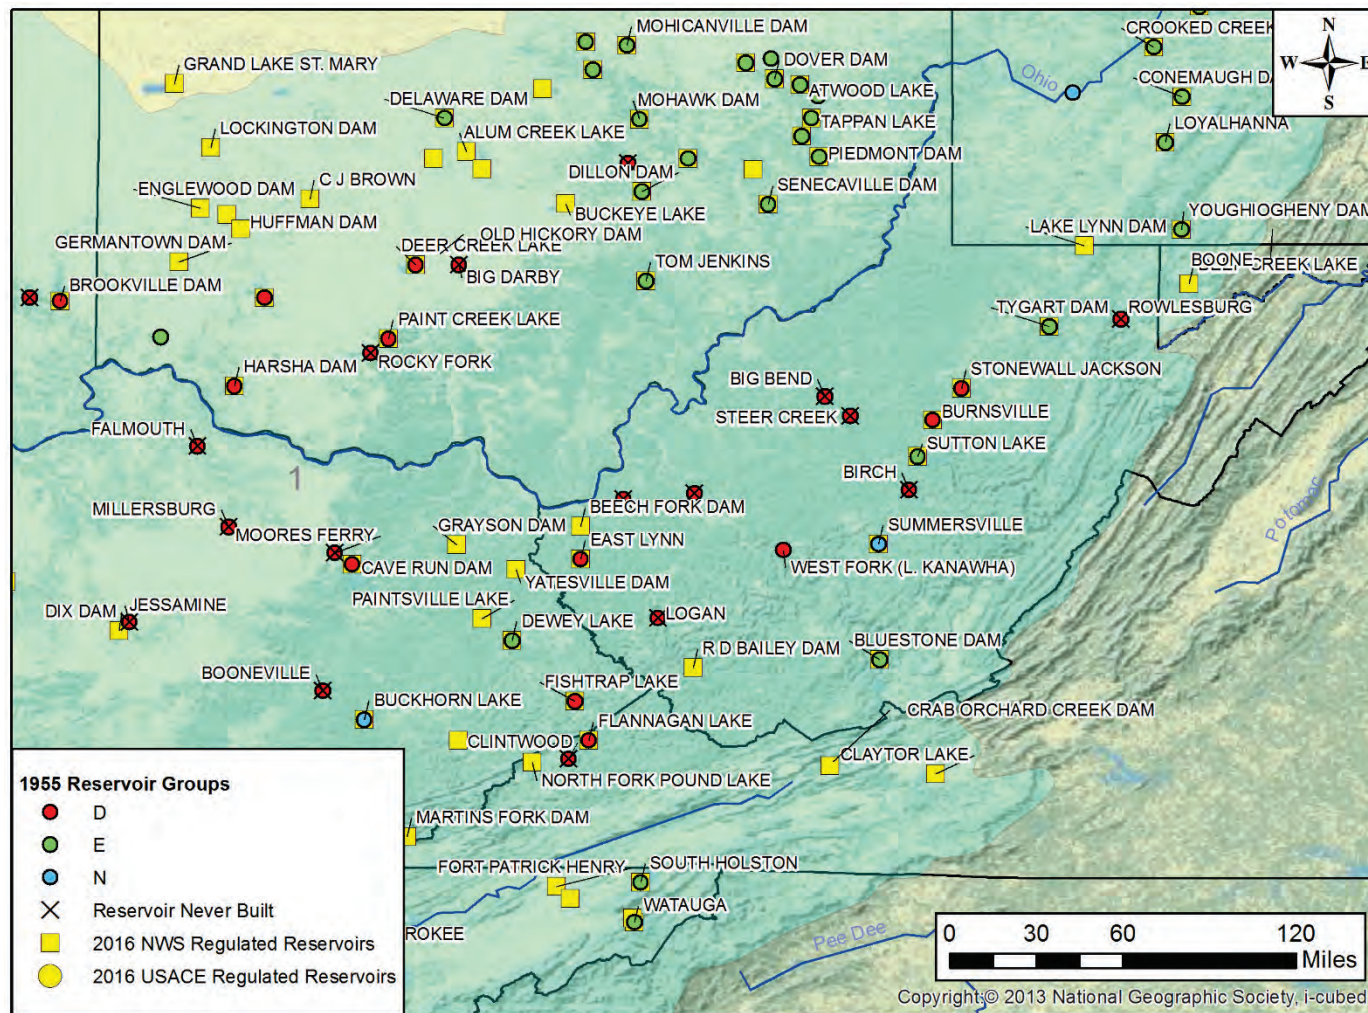 MOHICANVILLE DAM
CROOKED CREEK
N
W
E
S
GRAND LAKE ST. MARY
DOVER DAM
Ohio
CONEMAUGH DA
DELAWARE DAM
ATWOOD LAKE
MOHAWK DAM
LOCKINGTON DAM
ALUM CREEK LAKE
TAPPAN LAKE
LOYALHANNA
PIEDMONT DAM
DILLON DAM
C J BROWN
ENGLEWOOD DAM
SENECAVILLE DAM
BUCKEYE LAKE
YOUGHIOGHENY DAM
HUFFMAN DAM
LAKE LYNN DAM
OLD HICKORY DAM
GERMANTOWN DAM
DEER CREEK LAKE
BIG DARBY
TOM JENKINS
BOONE
CREEK LAKE
BROOKVILLE DAM
TYGART DAM
ROWLESBURG
PAINT CREEK LAKE
ROCKY FORK
HARSHA DAM
BIG BEND
STONEWALL JACKSON
STEER CREEK
BURNSVILLE
FALMOUTH
SUTTON LAKE
1
BIRCH
MILLERSBURG
BEECH FORK DAM
Potomac
MOORES FERRY
GRAYSON DAM
SUMMERSVILLE
EAST LYNN
CAVE RUN DAM
WEST FORK (L. KANAWHA)
YATESVILLE DAM
PAINTSVILLE LAKE
DIX DAM
JESSAMINE
LOGAN
DEWEY LAKE
R D BAILEY DAM
BLUESTONE DAM
BOONEVILLE
FISHTRAP LAKE
BUCKHORN LAKE
CRAB ORCHARD CREEK DAM
FLANNAGAN LAKE
CLINTWOOD
CLAYTOR LAKE
NORTH FORK POUND LAKE
1955 Reservoir Groups
D
E
N
Reservoir Never Built
2016 NWS Regulated Reservoirs
2016 USACE Regulated Reservoirs
MARTINS FORK DAM
FORT PATRICK HENRY
SOUTH HOLSTON
WATAUGA
ROKEE
Pee Dee
0 30 60 120
Miles
Copyright:© 2013 National Geographic Society, i-cubed